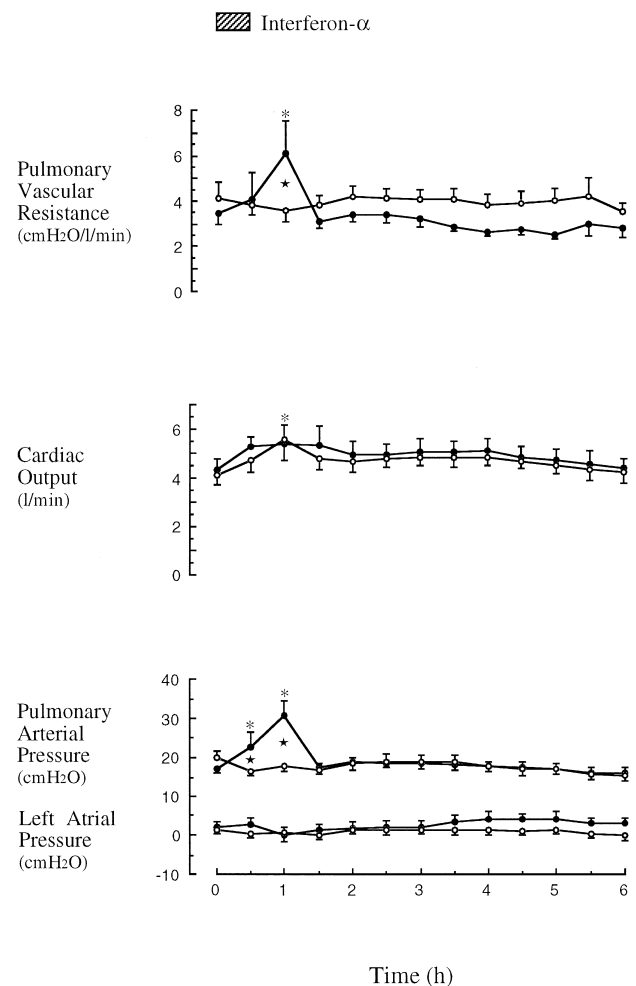 Interferon-α
8
*
Pulmonary
Vascular
Resistance
(cmH2O/l/min)
6
★
4
2
0
Cardiac
Output
(l/min)
*
6
4
2
0
Pulmonary
Arterial
Pressure
(cmH2O)
40
*
30
*
★
★
20
10
Left Atrial
Pressure
(cmH2O)
0
-10
0 1 2 3 4 5 6
Time (h)